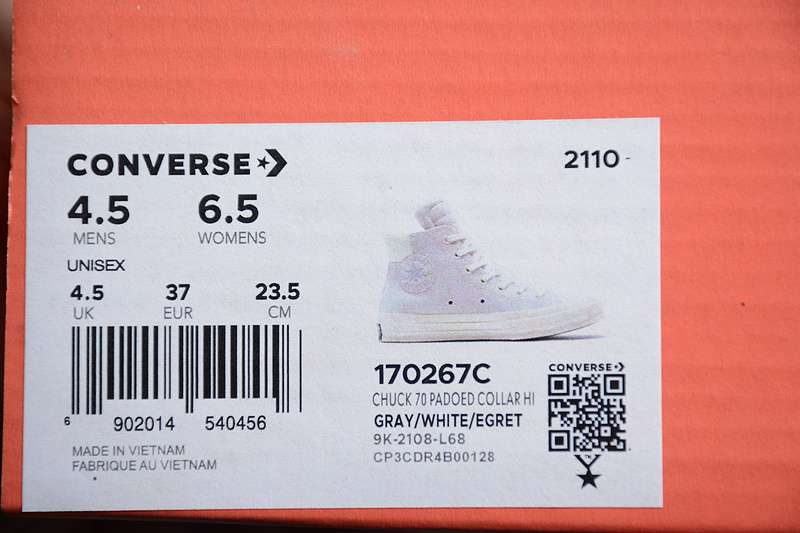 CONVERSE
2110 -
4.5 6.5
MENS WOMENS
UNISEX
4.5 37 23.5
UK EUR CM
6 902014 540456
MADE IN VIETNAM
FABRIQUE AU VIETNAM
170267C
CHUCK 70 PADOED COLLAR HI
GRAY/WHITE/EGRET
9K-2108-L68
CP3CDR4B00128
CONVERSE
TM